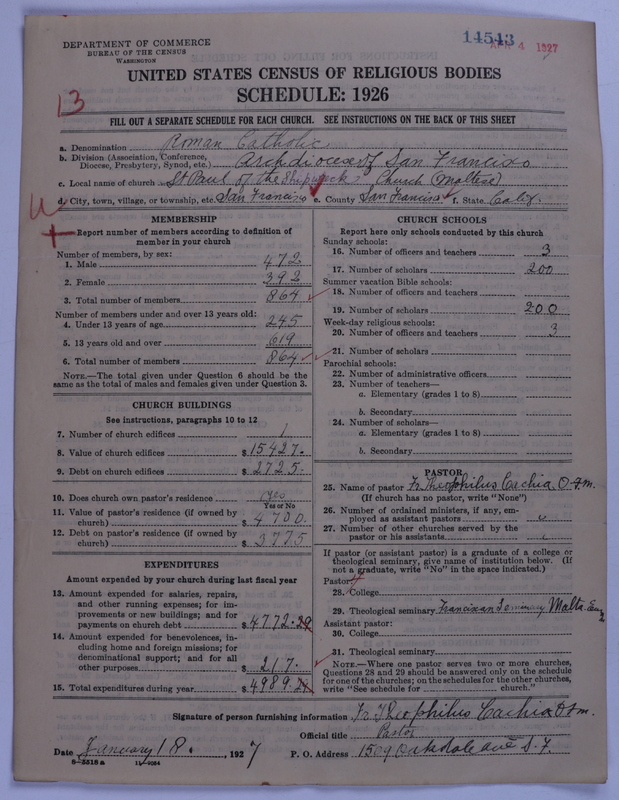 DEPARTMENT OF COMMERCE
BUREAU OF THE CENSUS
WASHINGTON
14543
APR 4 1927
UNITED STATES CENSUS OF RELIGIOUS BODIES
SCHEDULE: 1926
13
FILL OUT A SEPARATE SCHEDULE FOR EACH CHURCH. SEE INSTRUCTIONS ON THE BACK OF THIS SHEET
a. Denomination Roman Catholic
b. Division (Association, Conference, Diocese, Presbytery, Synod, etc.) Archdiocese of San Francisco
c. Local name of church St Paul of the Shipwreck Church (Maltese)
d. City, town, village, or township, etc. San Francisco e. County San Francisco f. State Calif.
MEMBERSHIP
Report number of members according to definition of member in your church
Number of members, by sex:
1. Male 472
2. Female 392
3. Total number of members 864
Number of members under and over 13 years old:
4. Under 13 years of age 245
5. 13 years old and over 619
6. Total number of members 864
NOTE.—The total given under Question 6 should be the same as the total of males and females given under Question 3.
CHURCH BUILDINGS
See instructions, paragraphs 10 to 12
7. Number of church edifices 1
8. Value of church edifices $ 15427.
9. Debt on church edifices $ 2725.
10. Does church own pastor's residence yes
Yes or No
11. Value of pastor's residence (if owned by church) $ 4700.
12. Debt on pastor's residence (if owned by church) $ 3775
EXPENDITURES
Amount expended by your church during last fiscal year
13. Amount expended for salaries, repairs, and other running expenses; for improvements or new buildings; and for payments on church debt $ 4772.29
14. Amount expended for benevolences, including home and foreign missions; for denominational support; and for all other purposes $ 217.
15. Total expenditures during year $ 4989.29
CHURCH SCHOOLS
Report here only schools conducted by this church
Sunday schools:
16. Number of officers and teachers 3
17. Number of scholars 200
Summer vacation Bible schools:
18. Number of officers and teachers
19. Number of scholars 200
Week-day religious schools:
20. Number of officers and teachers 3
21. Number of scholars
Parochial schools:
22. Number of administrative officers
23. Number of teachers—
a. Elementary (grades 1 to 8)
b. Secondary
24. Number of scholars—
a. Elementary (grades 1 to 8)
b. Secondary
PASTOR
25. Name of pastor Fr Theophilus Cachia O.F.M.
(If church has no pastor, write "None")
26. Number of ordained ministers, if any, employed as assistant pastors
27. Number of other churches served by the pastor or his assistants
If pastor (or assistant pastor) is a graduate of a college or theological seminary, give name of institution below. (If not a graduate, write "No" in the space indicated.)
Pastor:
28. College
29. Theological seminary Franciscan Seminary Malta
Assistant pastor:
30. College
31. Theological seminary
NOTE.—Where one pastor serves two or more churches, Questions 28 and 29 should be answered only on the schedule for one of the churches; on the schedules for the other churches, write "See schedule for church."
Signature of person furnishing information Fr Theophilus Cachia O.F.M.
Official title Pastor
Date January 18. , 1927
P. O. Address 1509 Oakdale ave S. F.
8—5518a 11—9034